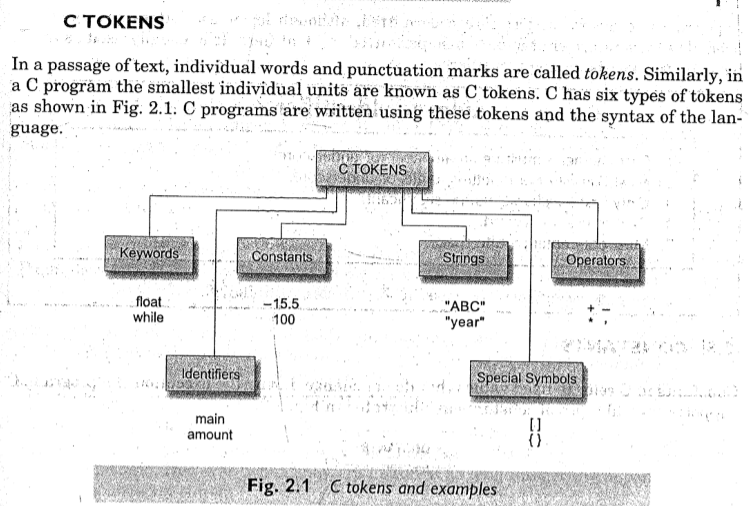 C TOKENS
In a passage of text, individual words and punctuation marks are called tokens. Similarly, in
a C program the smallest individual units are known as C tokens. C has six types of tokens
as shown in Fig. 2.1. C programs are written using these tokens and the syntax of the lan-
guage.
C TOKENS
Keywords
Constants
Strings
Operators
float
while
−15.5
100
"ABC"
"year"
+ −
Identifiers
Special Symbols
main
amount
[ ]
{ }
Fig. 2.1 C tokens and examples